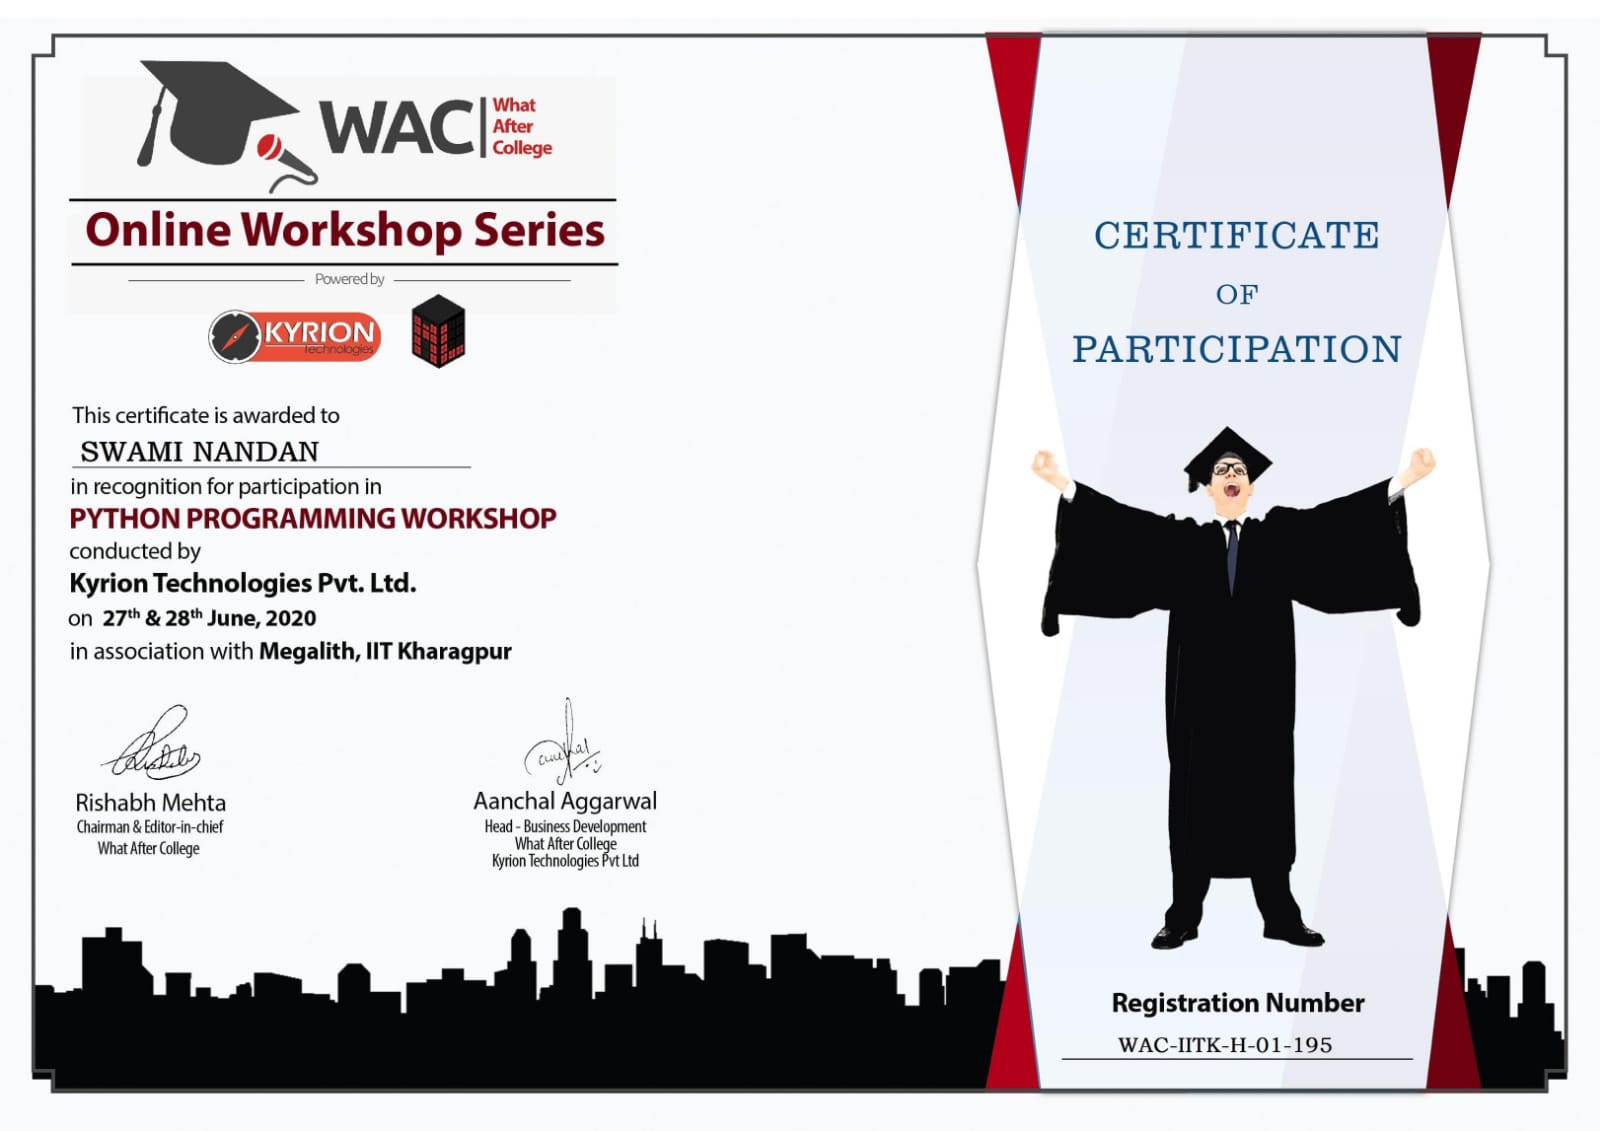 WAC
What
After
College
Online Workshop Series
Powered by
KYRION
Technologies
This certificate is awarded to
SWAMI NANDAN
in recognition for participation in
PYTHON PROGRAMMING WORKSHOP
conducted by
Kyrion Technologies Pvt. Ltd.
on 27th & 28th June, 2020
in association with Megalith, IIT Kharagpur
Rishabh Mehta
Chairman & Editor-in-chief
What After College
Aanchal Aggarwal
Head - Business Development
What After College
Kyrion Technologies Pvt Ltd
CERTIFICATE
OF
PARTICIPATION
Registration Number
WAC-IITK-H-01-195